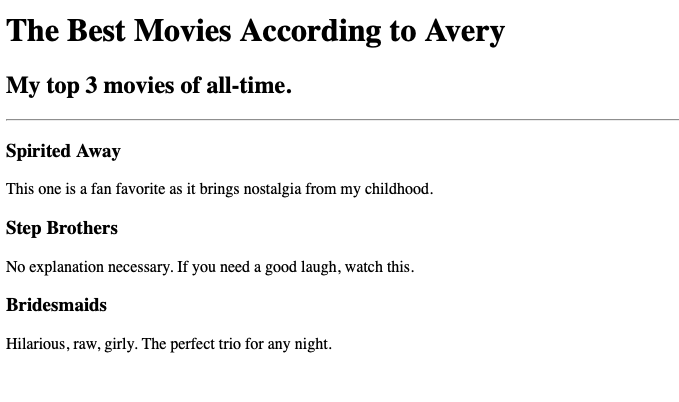 The Best Movies According to Avery
My top 3 movies of all-time.
Spirited Away
This one is a fan favorite as it brings nostalgia from my childhood.
Step Brothers
No explanation necessary. If you need a good laugh, watch this.
Bridesmaids
Hilarious, raw, girly. The perfect trio for any night.